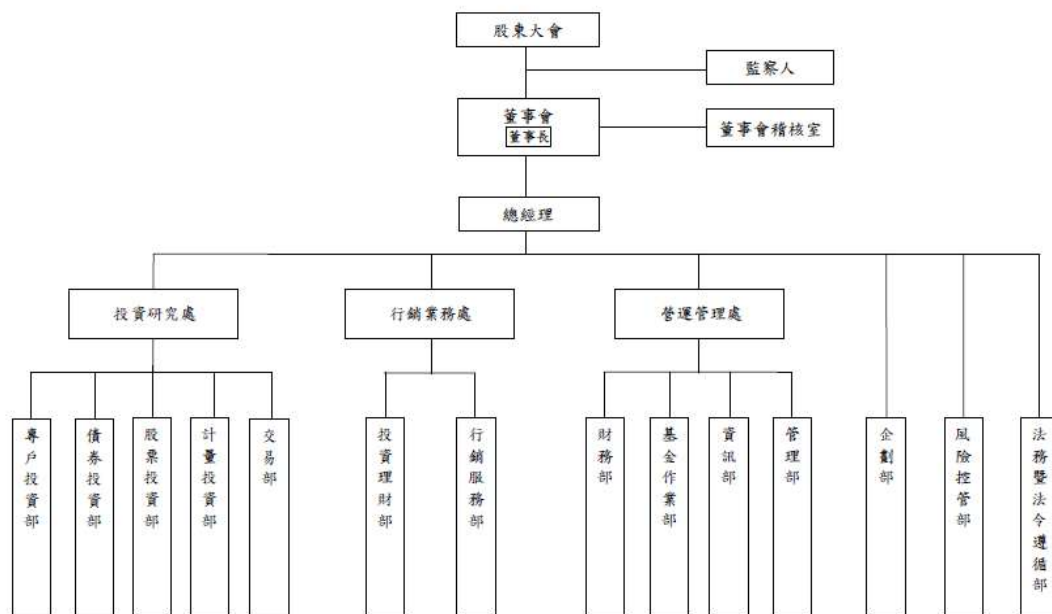 股東大會
監察人
董事會
董事長
董事會稽核室
總經理
投資研究處
行銷業務處
營運管理處
專戶投資部
債券投資部
股票投資部
計量投資部
交易部
投資理財部
行銷服務部
財務部
基金作業部
資訊部
管理部
企劃部
風險控管部
法務暨法令遵循部